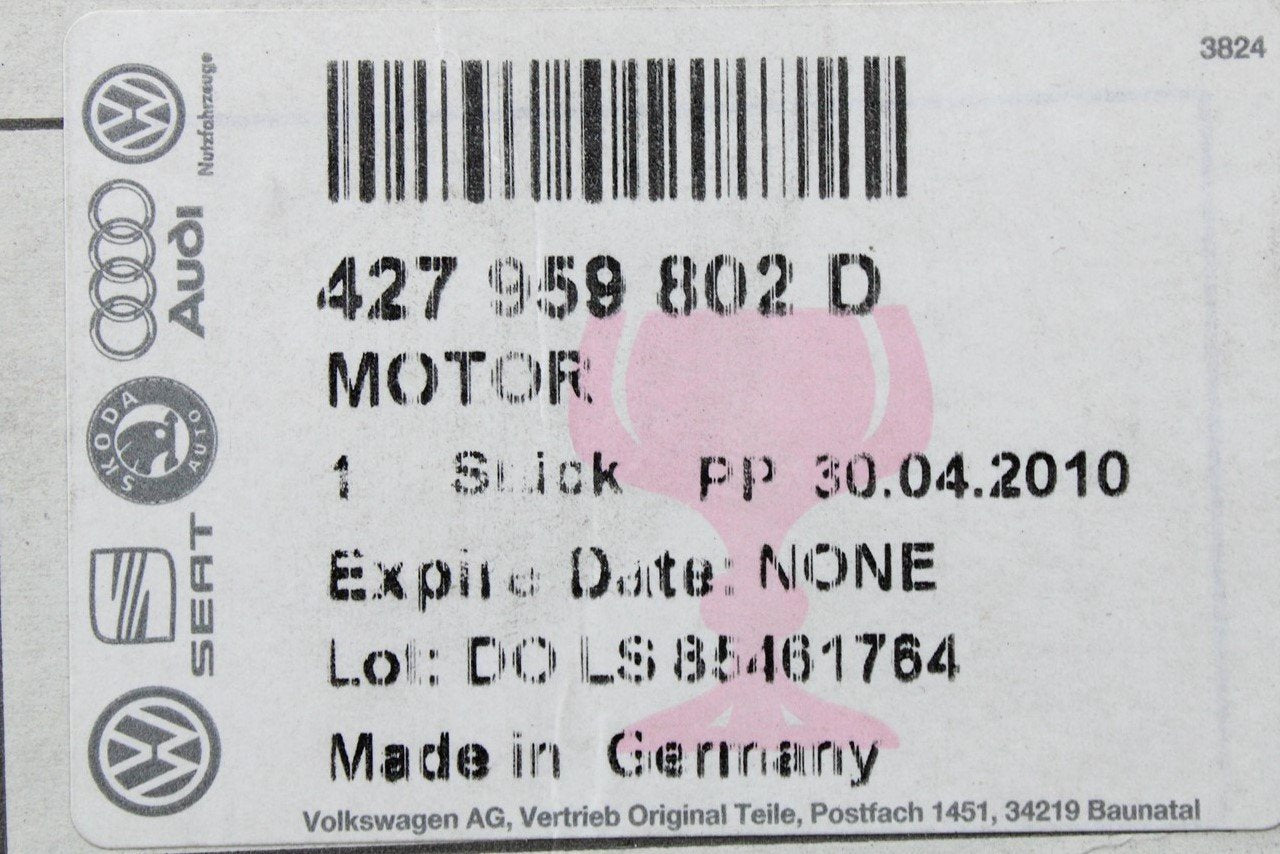 3824
Nutzfahrzeuge
Audi
SKODA AUTO
SEAT
427 959 802 D
MOTOR
1 Stück PP 30.04.2010
Expire Date: NONE
Lot: DO LS 85461764
Made in Germany
Volkswagen AG, Vertrieb Original Teile, Postfach 1451, 34219 Baunatal